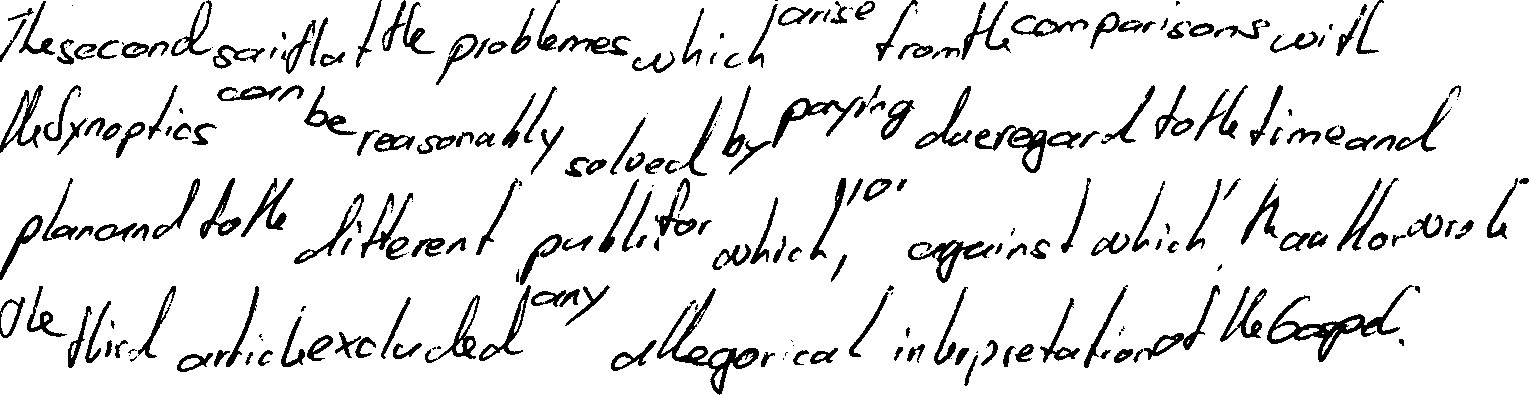 The second said that the problemes which arise from the comparisons with
the Synoptics can be reasonably solved by paying due regard to the time and
plan and to the different public for which, 'or' against which' the author wrote
the third article excluded any allegorical interpretation of the Gospel.